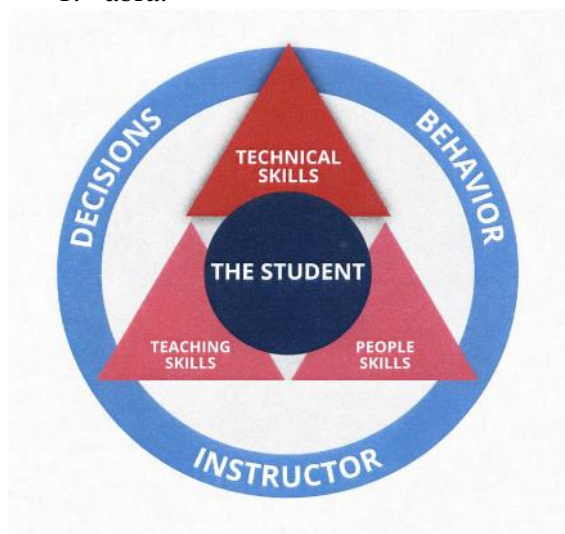 DECISIONS
BEHAVIOR
TECHNICAL
SKILLS
THE STUDENT
TEACHING
SKILLS
PEOPLE
SKILLS
INSTRUCTOR